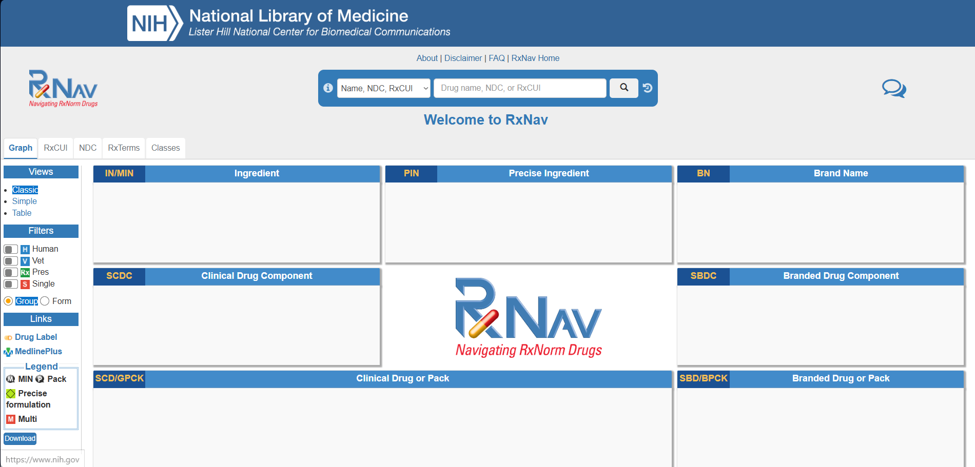 NIH National Library of Medicine
Lister Hill National Center for Biomedical Communications
About | Disclaimer | FAQ | RxNav Home
RxNav
Navigating RxNorm Drugs
Name, NDC, RxCUI
Drug name, NDC, or RxCUI
Welcome to RxNav
Graph RxCUI NDC RxTerms Classes
Views
Classic
Simple
Table
Filters
H Human
V Vet
Rx Pres
S Single
Group Form
Links
Drug Label
MedlinePlus
Legend
M MIN P Pack
Precise formulation
M Multi
Download
https://www.nih.gov
IN/MIN Ingredient
PIN Precise Ingredient
BN Brand Name
SCDC Clinical Drug Component
RxNav
Navigating RxNorm Drugs
SBDC Branded Drug Component
SCD/GPCK Clinical Drug or Pack
SBD/BPCK Branded Drug or Pack